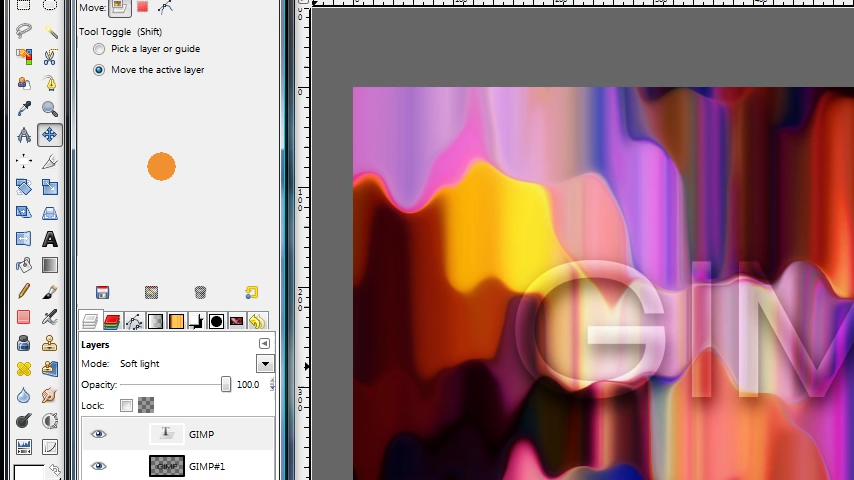 Move:
Tool Toggle (Shift)
Pick a layer or guide
Move the active layer
Layers
Mode: Soft light
Opacity: 100.0
Lock:
GIMP
GIMP#1
GIM